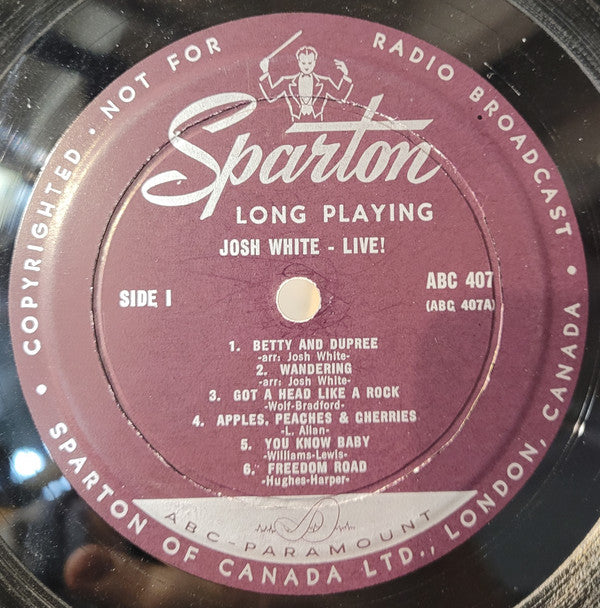 COPYRIGHTED • NOT FOR RADIO BROADCAST •
Sparton
LONG PLAYING
JOSH WHITE - LIVE!
SIDE I
ABC 407
(ABC 407A)
1. BETTY AND DUPREE
-arr: Josh White-
2. WANDERING
-arr: Josh White-
3. GOT A HEAD LIKE A ROCK
-Wolf-Bradford-
4. APPLES, PEACHES & CHERRIES
-L. Allan-
5. YOU KNOW BABY
-Williams-Lewis-
6. FREEDOM ROAD
-Hughes-Harper-
ABC-PARAMOUNT
• SPARTON OF CANADA LTD., LONDON, CANADA •